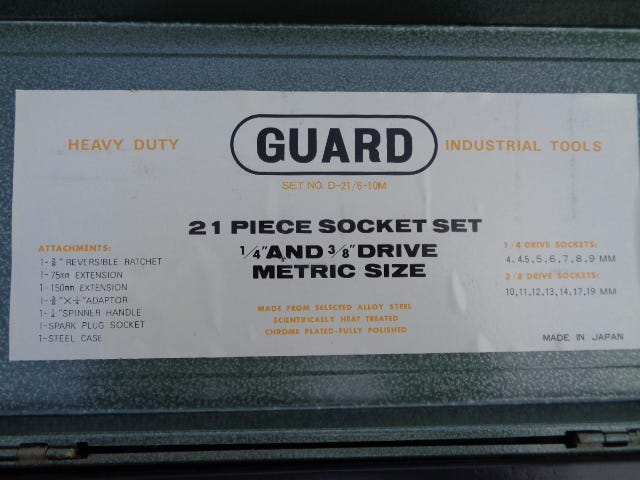 HEAVY DUTY
GUARD
INDUSTRIAL TOOLS
SET NO. D-21/6-10M
21 PIECE SOCKET SET
1/4" AND 3/8" DRIVE
METRIC SIZE
ATTACHMENTS:
1-3/8" REVERSIBLE RATCHET
1-75mm EXTENSION
1-150mm EXTENSION
1-3/8" X 1/4" ADAPTOR
1-1/4" SPINNER HANDLE
1-SPARK PLUG SOCKET
1-STEEL CASE
MADE FROM SELECTED ALLOY STEEL
SCIENTIFICALLY HEAT TREATED
CHROME PLATED-FULLY POLISHED
1/4 DRIVE SOCKETS:
4, 4.5, 5, 6, 7, 8, 9 MM
3/8 DRIVE SOCKETS:
10, 11, 12, 13, 14, 17, 19 MM
MADE IN JAPAN